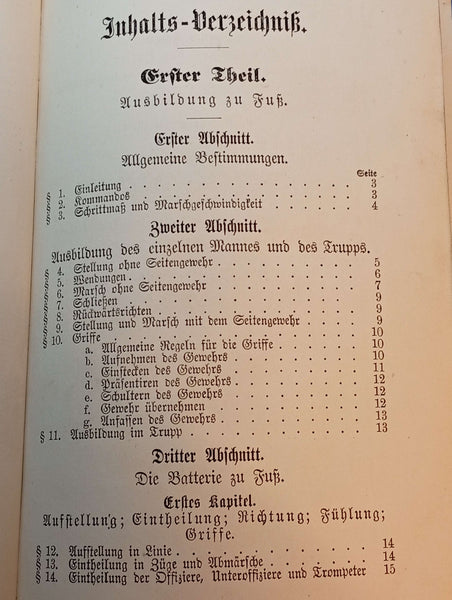 Inhalts-Verzeichniß.
Erster Theil.
Ausbildung zu Fuß.
Erster Abschnitt.
Allgemeine Bestimmungen.
Seite
§ 1. Einleitung . . . . . . . . . . . . . . . 3
§ 2. Kommandos . . . . . . . . . . . . . . . 3
§ 3. Schrittmaß und Marschgeschwindigkeit . . . . . . 4
Zweiter Abschnitt.
Ausbildung des einzelnen Mannes und des Trupps.
§ 4. Stellung ohne Seitengewehr . . . . . . . . . 5
§ 5. Wendungen . . . . . . . . . . . . . . . 6
§ 6. Marsch ohne Seitengewehr . . . . . . . . . 7
§ 7. Schließen . . . . . . . . . . . . . . . 9
§ 8. Rückwärtsrichten . . . . . . . . . . . . . 9
§ 9. Stellung und Marsch mit dem Seitengewehr . . . . 9
§ 10. Griffe . . . . . . . . . . . . . . . . 10
a. Allgemeine Regeln für die Griffe . . . . . . 10
b. Aufnehmen des Gewehrs . . . . . . . . . 10
c. Einstecken des Gewehrs . . . . . . . . . 11
d. Präsentiren des Gewehrs . . . . . . . . . 12
e. Schultern des Gewehrs . . . . . . . . . 12
f. Gewehr übernehmen . . . . . . . . . . 12
g. Anfassen des Gewehrs . . . . . . . . . . 13
§ 11. Ausbildung im Trupp . . . . . . . . . . . 13
Dritter Abschnitt.
Die Batterie zu Fuß.
Erstes Kapitel.
Aufstellung; Eintheilung; Richtung; Fühlung;
Griffe.
§ 12. Aufstellung in Linie . . . . . . . . . . . 14
§ 13. Eintheilung in Züge und Abmärsche . . . . . . 14
§ 14. Eintheilung der Offiziere, Unteroffiziere und Trompeter 15